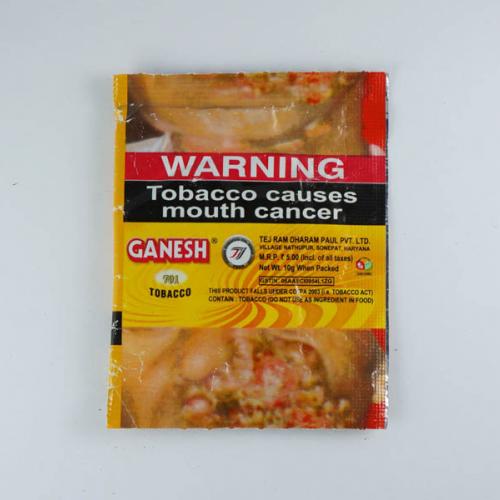 WARNING
Tobacco causes
mouth cancer
GANESH ®
701
TOBACCO
TEJ RAM DHARAM PAUL PVT. LTD.
VILLAGE NATHUPUR, SONEPAT, HARYANA
M.R.P. ₹ 5.00 (Incl. of all taxes)
Net Wt. 10g When Packed
THIS PRODUCT FALLS UNDER COTPA 2003 (i.e. TOBACCO ACT)
CONTAIN : TOBACCO (DO NOT USE AS INGREDIENT IN FOOD)